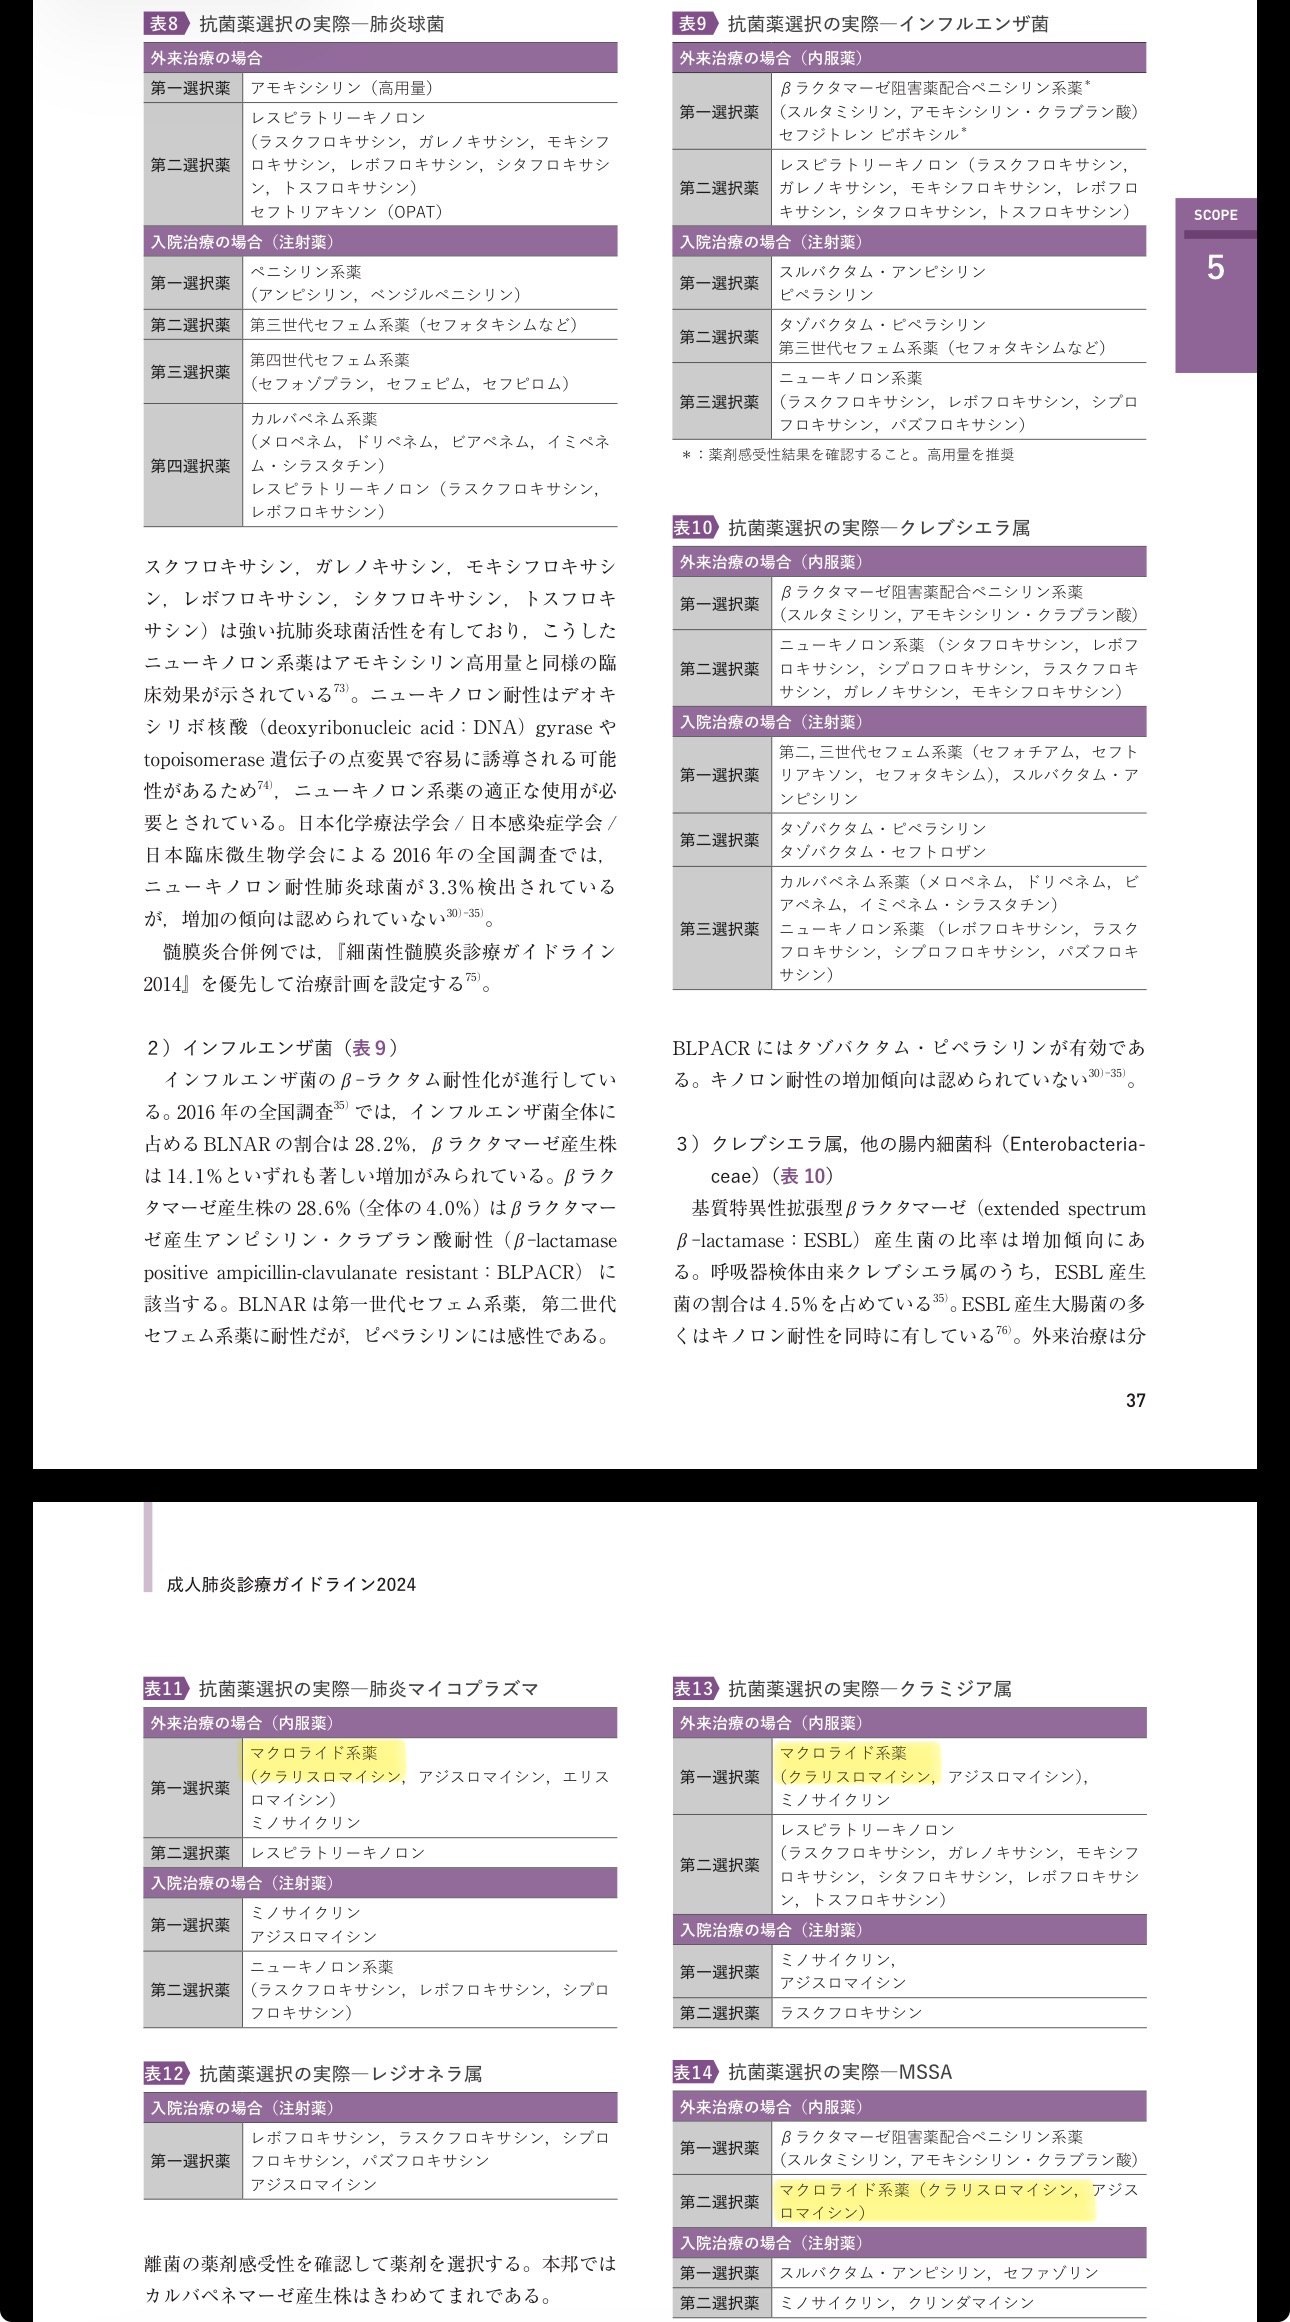 表8 抗菌薬選択の実際―肺炎球菌
外来治療の場合
第一選択薬 アモキシシリン（高用量）
第二選択薬
レスピラトリーキノロン
（ラスクフロキサシン，ガレノキサシン，モキシフ
ロキサシン，レボフロキサシン，シタフロキサシ
ン，トスフロキサシン）
セフトリアキソン（OPAT）
入院治療の場合（注射薬）
第一選択薬
ペニシリン系薬
（アンピシリン，ベンジルペニシリン）
第二選択薬 第三世代セフェム系薬（セフォタキシムなど）
第三選択薬
第四世代セフェム系薬
（セフォゾプラン，セフェピム，セフピロム）
第四選択薬
カルバペネム系薬
（メロペネム，ドリペネム，ビアペネム，イミペネ
ム・シラスタチン）
レスピラトリーキノロン（ラスクフロキサシン，
レボフロキサシン）
スクフロキサシン，ガレノキサシン，モキシフロキサシ
ン，レボフロキサシン，シタフロキサシン，トスフロキ
サシン）は強い抗肺炎球菌活性を有しており，こうした
ニューキノロン系薬はアモキシシリン高用量と同様の臨
床効果が示されている73）。ニューキノロン耐性はデオキ
シリボ核酸（deoxyribonucleic acid：DNA）gyrase や
topoisomerase 遺伝子の点変異で容易に誘導される可能
性があるため74），ニューキノロン系薬の適正な使用が必
要とされている。日本化学療法学会 / 日本感染症学会 /
日本臨床微生物学会による 2016 年の全国調査では，
ニューキノロン耐性肺炎球菌が 3.3％検出されている
が，増加の傾向は認められていない30）-35）。
髄膜炎合併例では，『細菌性髄膜炎診療ガイドライン
2014』を優先して治療計画を設定する75）。
2）インフルエンザ菌（表 9）
インフルエンザ菌の β-ラクタム耐性化が進行してい
る。2016 年の全国調査35）では，インフルエンザ菌全体に
占める BLNAR の割合は 28.2％，β ラクタマーゼ産生株
は 14.1％といずれも著しい増加がみられている。β ラク
タマーゼ産生株の 28.6％（全体の 4.0％）は β ラクタマー
ゼ産生アンピシリン・クラブラン酸耐性（β-lactamase
positive ampicillin-clavulanate resistant：BLPACR）に
該当する。BLNAR は第一世代セフェム系薬，第二世代
セフェム系薬に耐性だが，ピペラシリンには感性である。
表9 抗菌薬選択の実際―インフルエンザ菌
外来治療の場合（内服薬）
第一選択薬
β ラクタマーゼ阻害薬配合ペニシリン系薬＊
（スルタミシリン，アモキシシリン・クラブラン酸）
セフジトレン ピボキシル＊
第二選択薬
レスピラトリーキノロン（ラスクフロキサシン，
ガレノキサシン，モキシフロキサシン，レボフロ
キサシン，シタフロキサシン，トスフロキサシン）
入院治療の場合（注射薬）
第一選択薬
スルバクタム・アンピシリン
ピペラシリン
第二選択薬
タゾバクタム・ピペラシリン
第三世代セフェム系薬（セフォタキシムなど）
第三選択薬
ニューキノロン系薬
（ラスクフロキサシン，レボフロキサシン，シプロ
フロキサシン，パズフロキサシン）
＊：薬剤感受性結果を確認すること。高用量を推奨
表10 抗菌薬選択の実際―クレブシエラ属
外来治療の場合（内服薬）
第一選択薬
β ラクタマーゼ阻害薬配合ペニシリン系薬
（スルタミシリン，アモキシシリン・クラブラン酸）
第二選択薬
ニューキノロン系薬（シタフロキサシン，レボフ
ロキサシン，シプロフロキサシン，ラスクフロキ
サシン，ガレノキサシン，モキシフロキサシン）
入院治療の場合（注射薬）
第一選択薬
第二，三世代セフェム系薬（セフォチアム，セフト
リアキソン，セフォタキシム），スルバクタム・ア
ンピシリン
第二選択薬
タゾバクタム・ピペラシリン
タゾバクタム・セフトロザン
第三選択薬
カルバペネム系薬（メロペネム，ドリペネム，ビ
アペネム，イミペネム・シラスタチン）
ニューキノロン系薬（レボフロキサシン，ラスク
フロキサシン，シプロフロキサシン，パズフロキ
サシン）
BLPACR にはタゾバクタム・ピペラシリンが有効であ
る。キノロン耐性の増加傾向は認められていない30）-35）。
3）クレブシエラ属，他の腸内細菌科（Enterobacteria-
ceae）（表 10）
基質特異性拡張型 β ラクタマーゼ（extended spectrum
β-lactamase：ESBL）産生菌の比率は増加傾向にあ
る。呼吸器検体由来クレブシエラ属のうち，ESBL 産生
菌の割合は 4.5％を占めている35）。ESBL 産生大腸菌の多
くはキノロン耐性を同時に有している76）。外来治療は分
SCOPE
5
37
成人肺炎診療ガイドライン2024
表11 抗菌薬選択の実際―肺炎マイコプラズマ
外来治療の場合（内服薬）
第一選択薬
マクロライド系薬
（クラリスロマイシン，アジスロマイシン，エリス
ロマイシン）
ミノサイクリン
第二選択薬 レスピラトリーキノロン
入院治療の場合（注射薬）
第一選択薬
ミノサイクリン
アジスロマイシン
第二選択薬
ニューキノロン系薬
（ラスクフロキサシン，レボフロキサシン，シプロ
フロキサシン）
表12 抗菌薬選択の実際―レジオネラ属
入院治療の場合（注射薬）
第一選択薬
レボフロキサシン，ラスクフロキサシン，シプロ
フロキサシン，パズフロキサシン
アジスロマイシン
離菌の薬剤感受性を確認して薬剤を選択する。本邦では
カルバペネマーゼ産生株はきわめてまれである。
表13 抗菌薬選択の実際―クラミジア属
外来治療の場合（内服薬）
第一選択薬
マクロライド系薬
（クラリスロマイシン，アジスロマイシン），
ミノサイクリン
第二選択薬
レスピラトリーキノロン
（ラスクフロキサシン，ガレノキサシン，モキシフ
ロキサシン，シタフロキサシン，レボフロキサシ
ン，トスフロキサシン）
入院治療の場合（注射薬）
第一選択薬
ミノサイクリン，
アジスロマイシン
第二選択薬 ラスクフロキサシン
表14 抗菌薬選択の実際―MSSA
外来治療の場合（内服薬）
第一選択薬
β ラクタマーゼ阻害薬配合ペニシリン系薬
（スルタミシリン，アモキシシリン・クラブラン酸）
第二選択薬
マクロライド系薬（クラリスロマイシン，アジス
ロマイシン）
入院治療の場合（注射薬）
第一選択薬 スルバクタム・アンピシリン，セファゾリン
第二選択薬 ミノサイクリン，クリンダマイシン